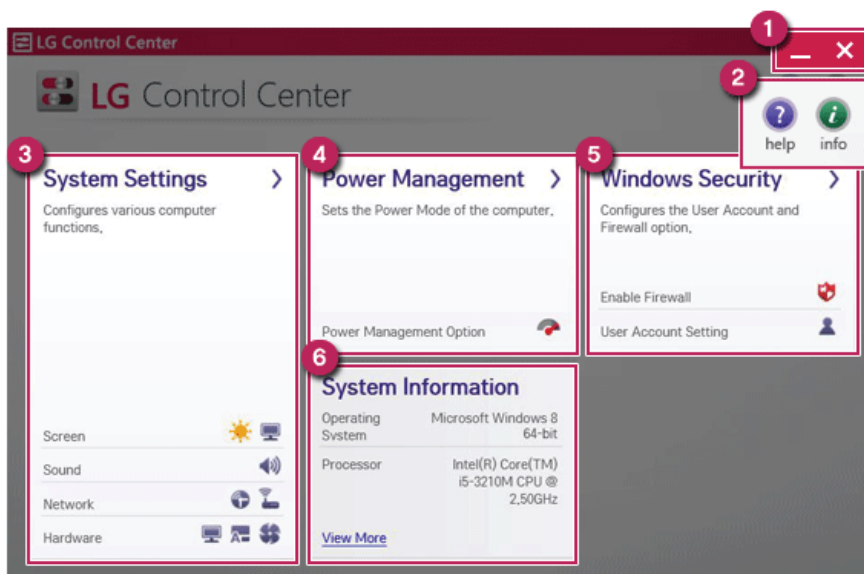 LG Control Center
1
LG Control Center
2
help info
3
System Settings
Configures various computer
functions.
Screen
Sound
Network
Hardware
4
Power Management
Sets the Power Mode of the computer.
Power Management Option
5
Windows Security
Configures the User Account and
Firewall option.
Enable Firewall
User Account Setting
6
System Information
Operating Microsoft Windows 8
System 64-bit
Processor Intel(R) Core(TM)
i5-3210M CPU @
2.50GHz
View More